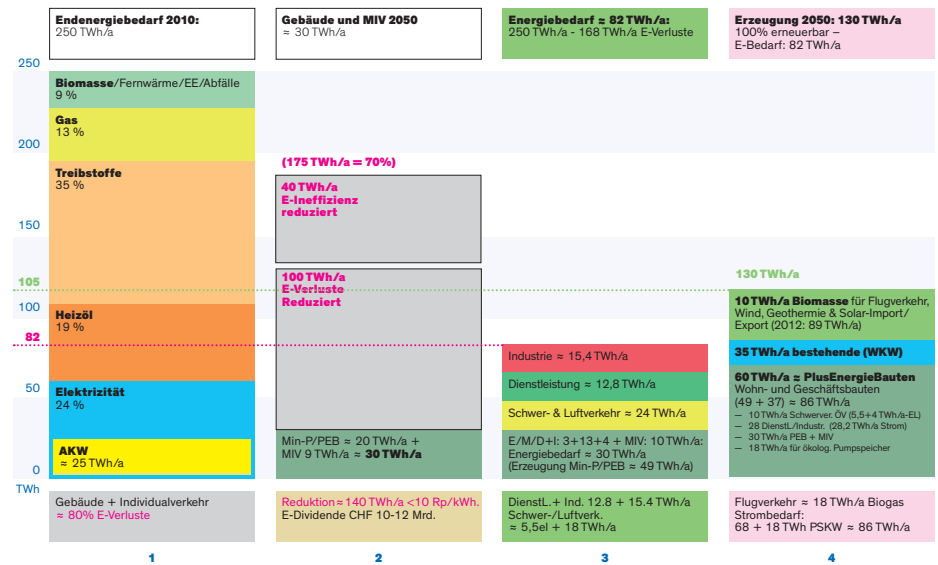 Endenergiebedarf 2010:
250 TWh/a
Gebäude und MIV 2050
≈ 30 TWh/a
Energiebedarf ≈ 82 TWh/a:
250 TWh/a - 168 TWh/a E-Verluste
Erzeugung 2050: 130 TWh/a
100% erneuerbar –
E-Bedarf: 82 TWh/a
250
200
150
105
100
82
50
0
TWh
Biomasse/Fernwärme/EE/Abfälle
9 %
Gas
13 %
Treibstoffe
35 %
Heizöl
19 %
Elektrizität
24 %
AKW
≈ 25 TWh/a
Gebäude + Individualverkehr
≈ 80% E-Verluste
1
(175 TWh/a = 70%)
40 TWh/a
E-Ineffizienz
reduziert
100 TWh/a
E-Verluste
Reduziert
Min-P/PEB ≈ 20 TWh/a +
MIV 9 TWh/a ≈ 30 TWh/a
Reduktion ≈ 140 TWh/a <10 Rp/kWh.
E-Dividende CHF 10-12 Mrd.
2
Industrie ≈ 15,4 TWh/a
Dienstleistung ≈ 12,8 TWh/a
Schwer- & Luftverkehr ≈ 24 TWh/a
E/M/D+I: 3+13+4 + MIV: 10 TWh/a:
Energiebedarf ≈ 30 TWh/a
(Erzeugung Min-P/PEB ≈ 49 TWh/a)
DienstL. + Ind. 12.8 + 15.4 TWh/a
Schwer-/Luftverk.
≈ 5,5el + 18 TWh/a
3
130 TWh/a
10 TWh/a Biomasse für Flugverkehr,
Wind, Geothermie & Solar-Import/
Export (2012: 89 TWh/a)
35 TWh/a bestehende (WKW)
60 TWh/a ≈ PlusEnergieBauten
Wohn- und Geschäftsbauten
(49 + 37) ≈ 86 TWh/a
— 10 TWh/a Schwerver. ÖV (5,5+4 TWh/a-EL)
— 28 DienstL./Industr. (28,2 TWh/a Strom)
— 30 TWh/a PEB + MIV
— 18 TWh/a für ökolog. Pumpspeicher
Flugverkehr ≈ 18 TWh/a Biogas
Strombedarf:
68 + 18 TWh PSKW ≈ 86 TWh/a
4